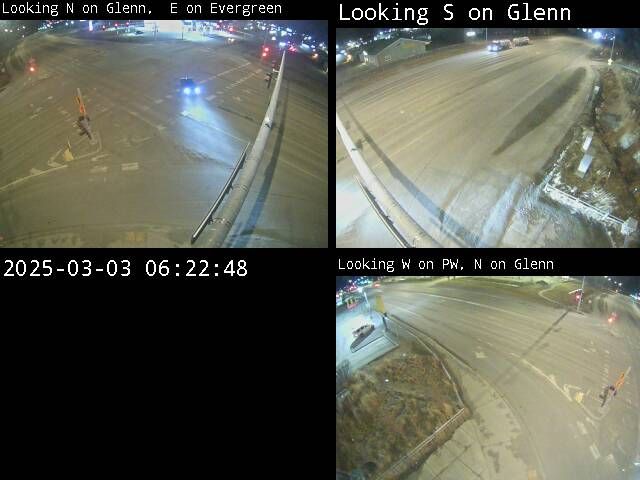 Looking N on Glenn,  E on Evergreen
Looking S on Glenn
2025-03-03 06:22:48
Looking W on PW, N on Glenn